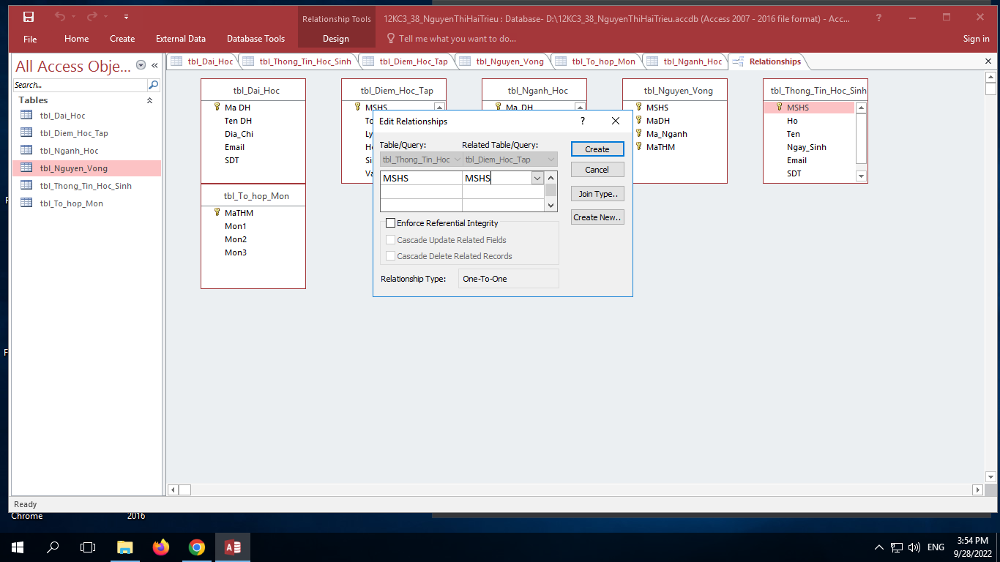 Relationship Tools
12KC3_38_NguyenThiHaiTrieu : Database- D:\12KC3_38_NguyenThiHaiTrieu.accdb (Access 2007 - 2016 file format) - Acc...
?
File Home Create External Data Database Tools Design Tell me what you want to do... Sign in
All Access Obje... «
Search...
Tables
tbl_Dai_Hoc
tbl_Diem_Hoc_Tap
tbl_Nganh_Hoc
tbl_Nguyen_Vong
tbl_Thong_Tin_Hoc_Sinh
tbl_To_hop_Mon
tbl_Dai_Hoc tbl_Thong_Tin_Hoc_Sinh tbl_Diem_Hoc_Tap tbl_Nguyen_Vong tbl_To_hop_Mon tbl_Nganh_Hoc Relationships
tbl_Dai_Hoc
Ma DH
Ten DH
Dia_Chi
Email
SDT
tbl_To_hop_Mon
MaTHM
Mon1
Mon2
Mon3
tbl_Diem_Hoc_Tap
MSHS
tbl_Nganh_Hoc
Ma_DH
tbl_Nguyen_Vong
MSHS
MaDH
Ma_Nganh
MaTHM
tbl_Thong_Tin_Hoc_Sinh
MSHS
Ho
Ten
Ngay_Sinh
Email
SDT
Edit Relationships ?
Table/Query: Related Table/Query:
tbl_Thong_Tin_Hoc tbl_Diem_Hoc_Tap
MSHS MSHS
Enforce Referential Integrity
Cascade Update Related Fields
Cascade Delete Related Records
Relationship Type: One-To-One
Create
Cancel
Join Type..
Create New..
Ready
Chrome 2016
ENG
3:54 PM
9/28/2022